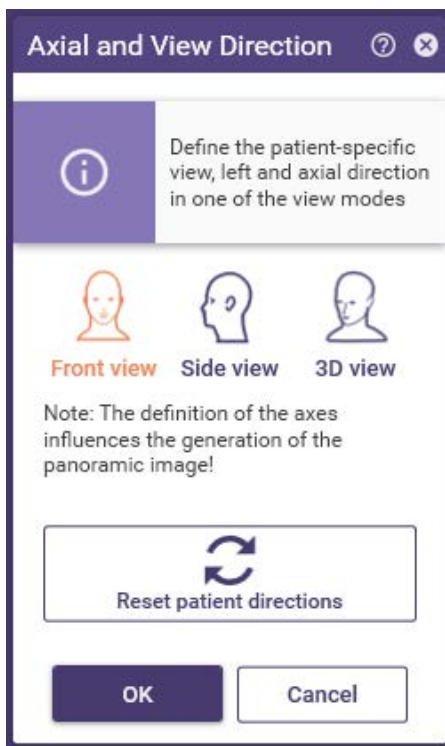 Axial and View Direction
Define the patient-specific
view, left and axial direction
in one of the view modes
Front view Side view 3D view
Note: The definition of the axes
influences the generation of the
panoramic image!
Reset patient directions
OK Cancel